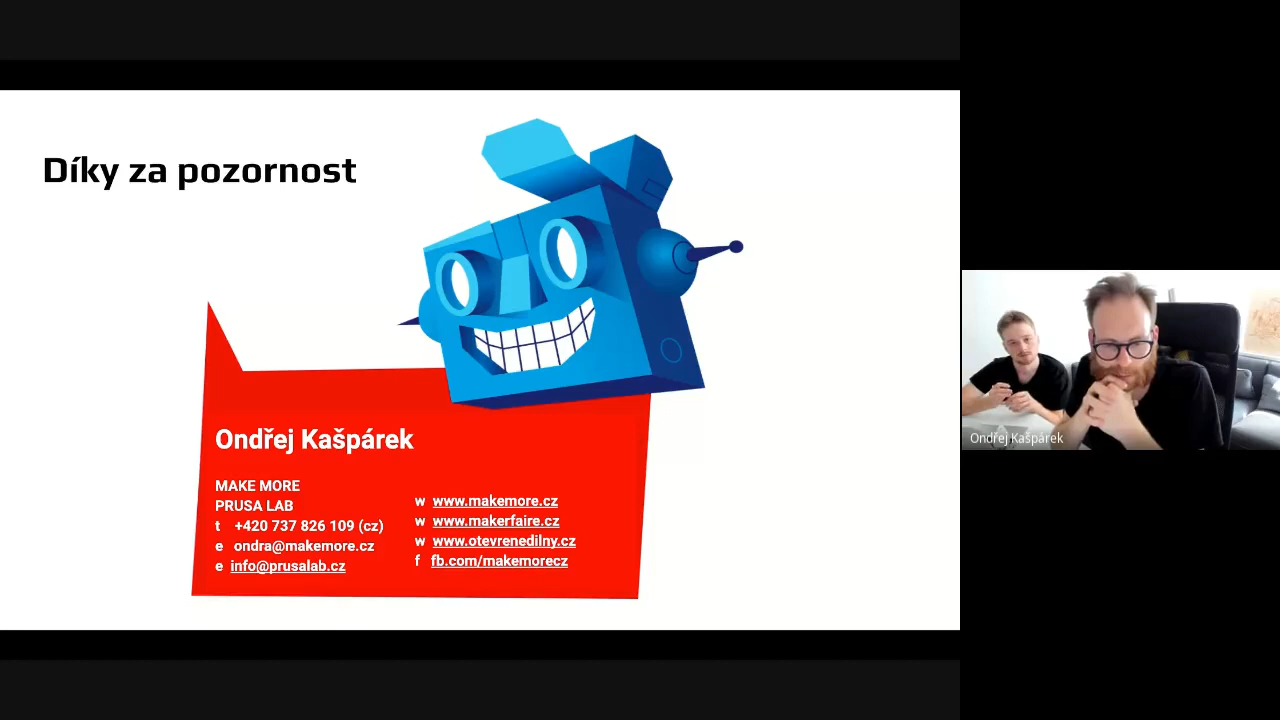 Díky za pozornost
Ondřej Kašpárek
MAKE MORE
PRUSA LAB
t +420 737 826 109 (cz)
e ondra@makemore.cz
e info@prusalab.cz
w www.makemore.cz
w www.makerfaire.cz
w www.otevrenedilny.cz
f fb.com/makemorecz
Ondřej Kašpárek